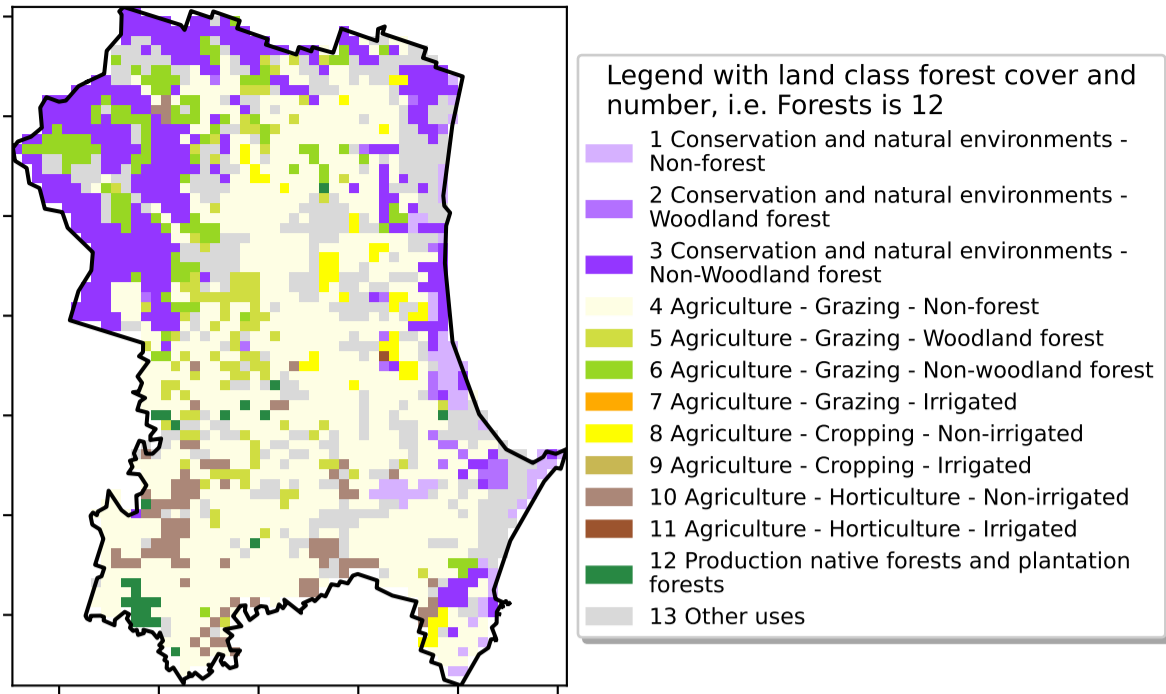 Legend with land class forest cover and
number, i.e. Forests is 12
1 Conservation and natural environments -
Non-forest
2 Conservation and natural environments -
Woodland forest
3 Conservation and natural environments -
Non-Woodland forest
4 Agriculture - Grazing - Non-forest
5 Agriculture - Grazing - Woodland forest
6 Agriculture - Grazing - Non-woodland forest
7 Agriculture - Grazing - Irrigated
8 Agriculture - Cropping - Non-irrigated
9 Agriculture - Cropping - Irrigated
10 Agriculture - Horticulture - Non-irrigated
11 Agriculture - Horticulture - Irrigated
12 Production native forests and plantation
forests
13 Other uses